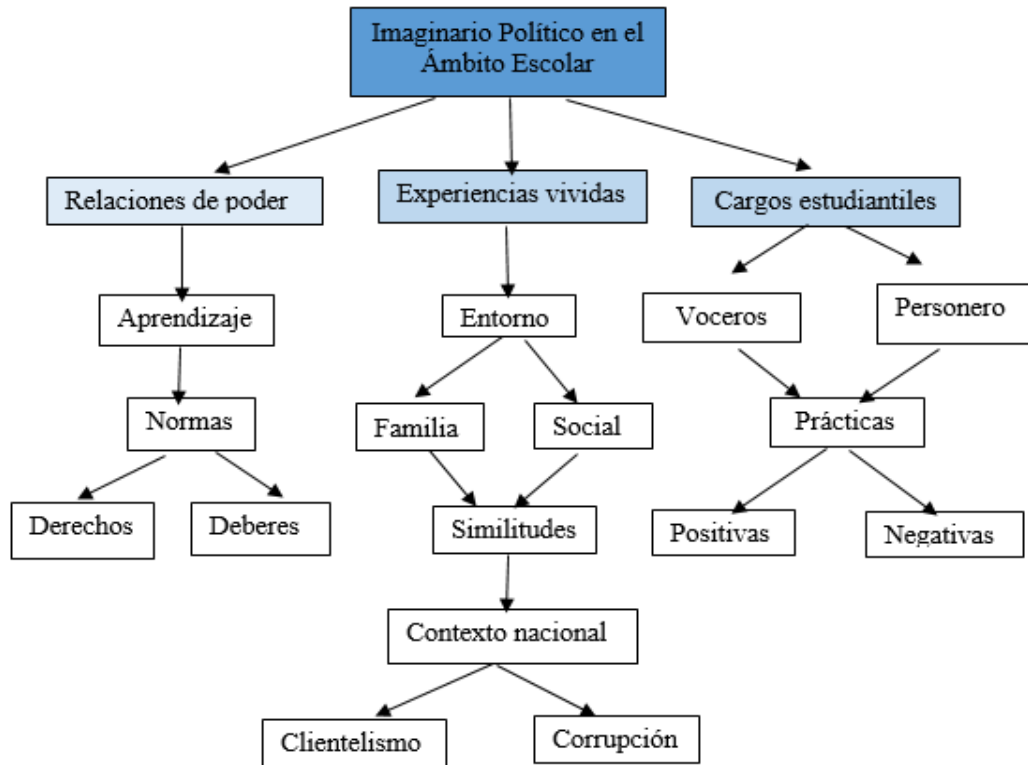 Imaginario Político en el
Ámbito Escolar
Relaciones de poder
Experiencias vividas
Cargos estudiantiles
Aprendizaje
Entorno
Voceros
Personero
Normas
Familia
Social
Prácticas
Derechos
Deberes
Similitudes
Positivas
Negativas
Contexto nacional
Clientelismo
Corrupción